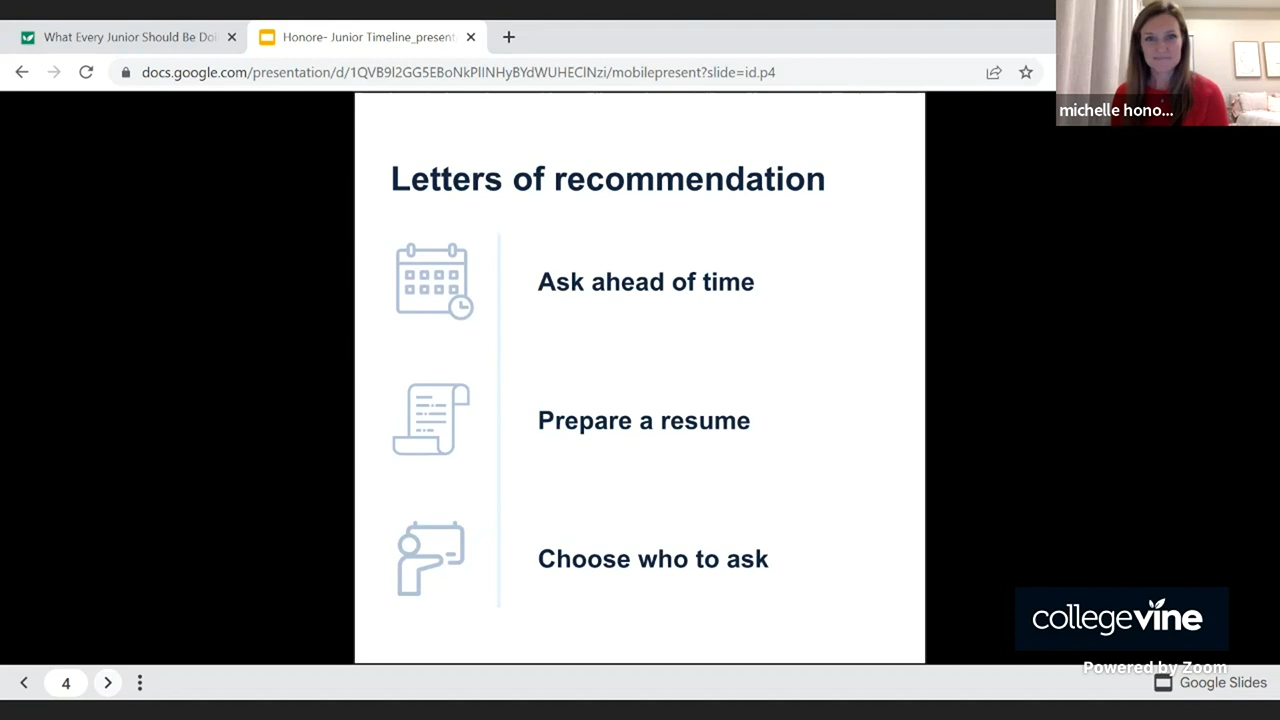 What Every Junior Should Be Doi
Honore- Junior Timeline_present
docs.google.com/presentation/d/1QVB9l2GG5EBoNkPlINHyBYdWUHEClNzi/mobilepresent?slide=id.p4
michelle hono...
Letters of recommendation
Ask ahead of time
Prepare a resume
Choose who to ask
collegevine
Powered by Zoom
4
Google Slides